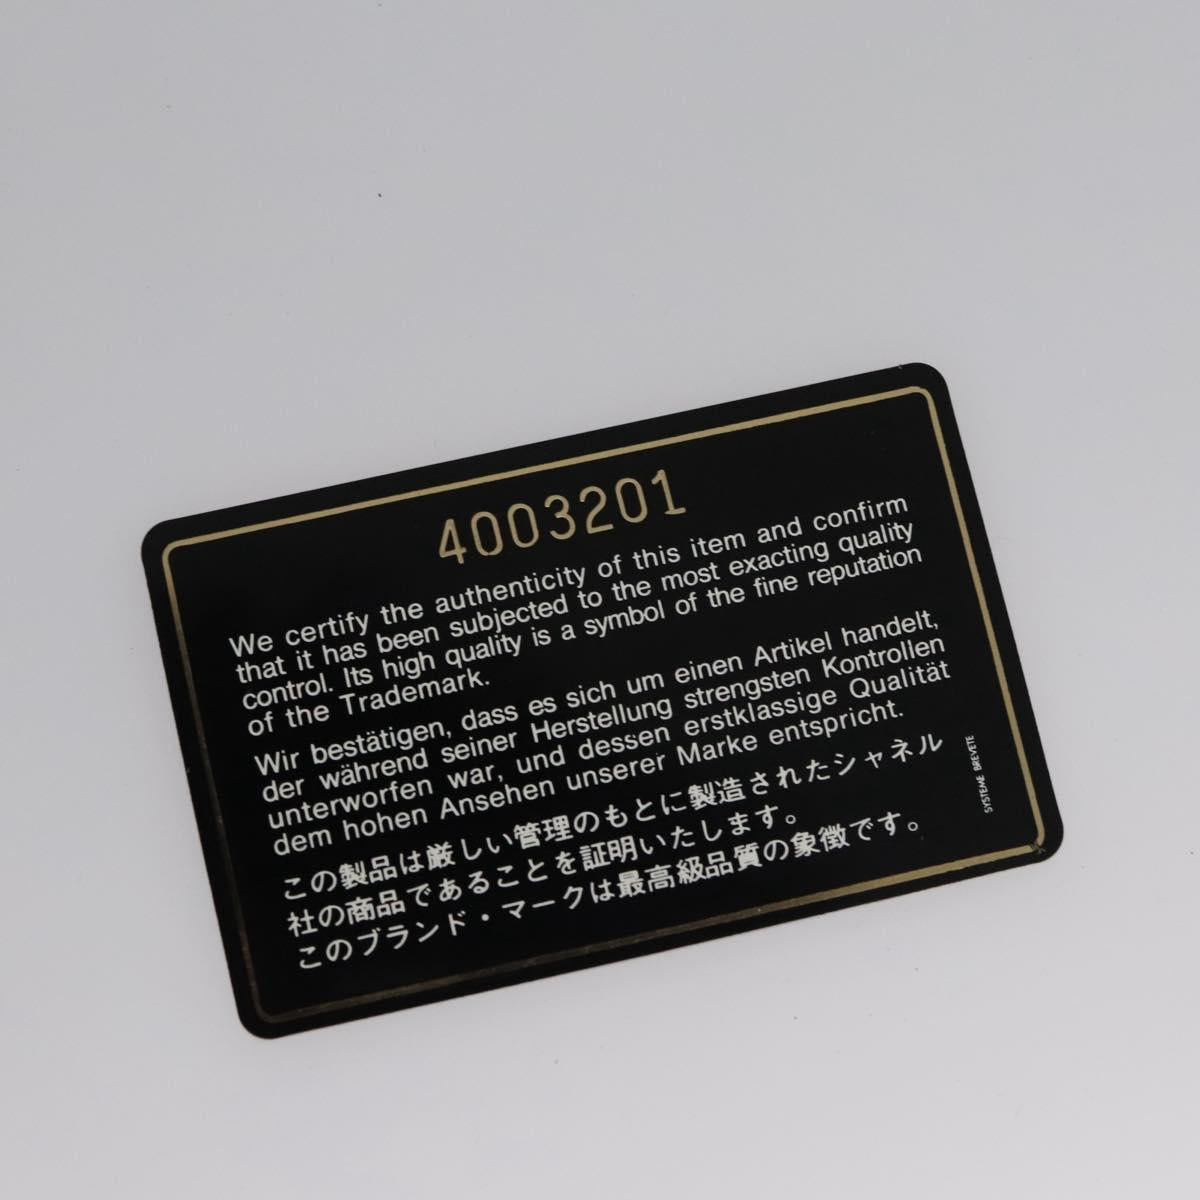 4003201
We certify the authenticity of this item and confirm
that it has been subjected to the most exacting quality
control. Its high quality is a symbol of the fine reputation
of the Trademark.
Wir bestätigen, dass es sich um einen Artikel handelt,
der während seiner Herstellung strengsten Kontrollen
unterworfen war, und dessen erstklassige Qualität
dem hohen Ansehen unserer Marke entspricht.
この製品は厳しい管理のもとに製造されたシャネル
社の商品であることを証明いたします。
このブランド・マークは最高級品質の象徴です。
SYSTEME BREVETE